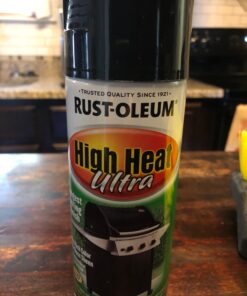 TRUSTED QUALITY SINCE 1921
RUST-OLEUM®
High Heat
Ultra